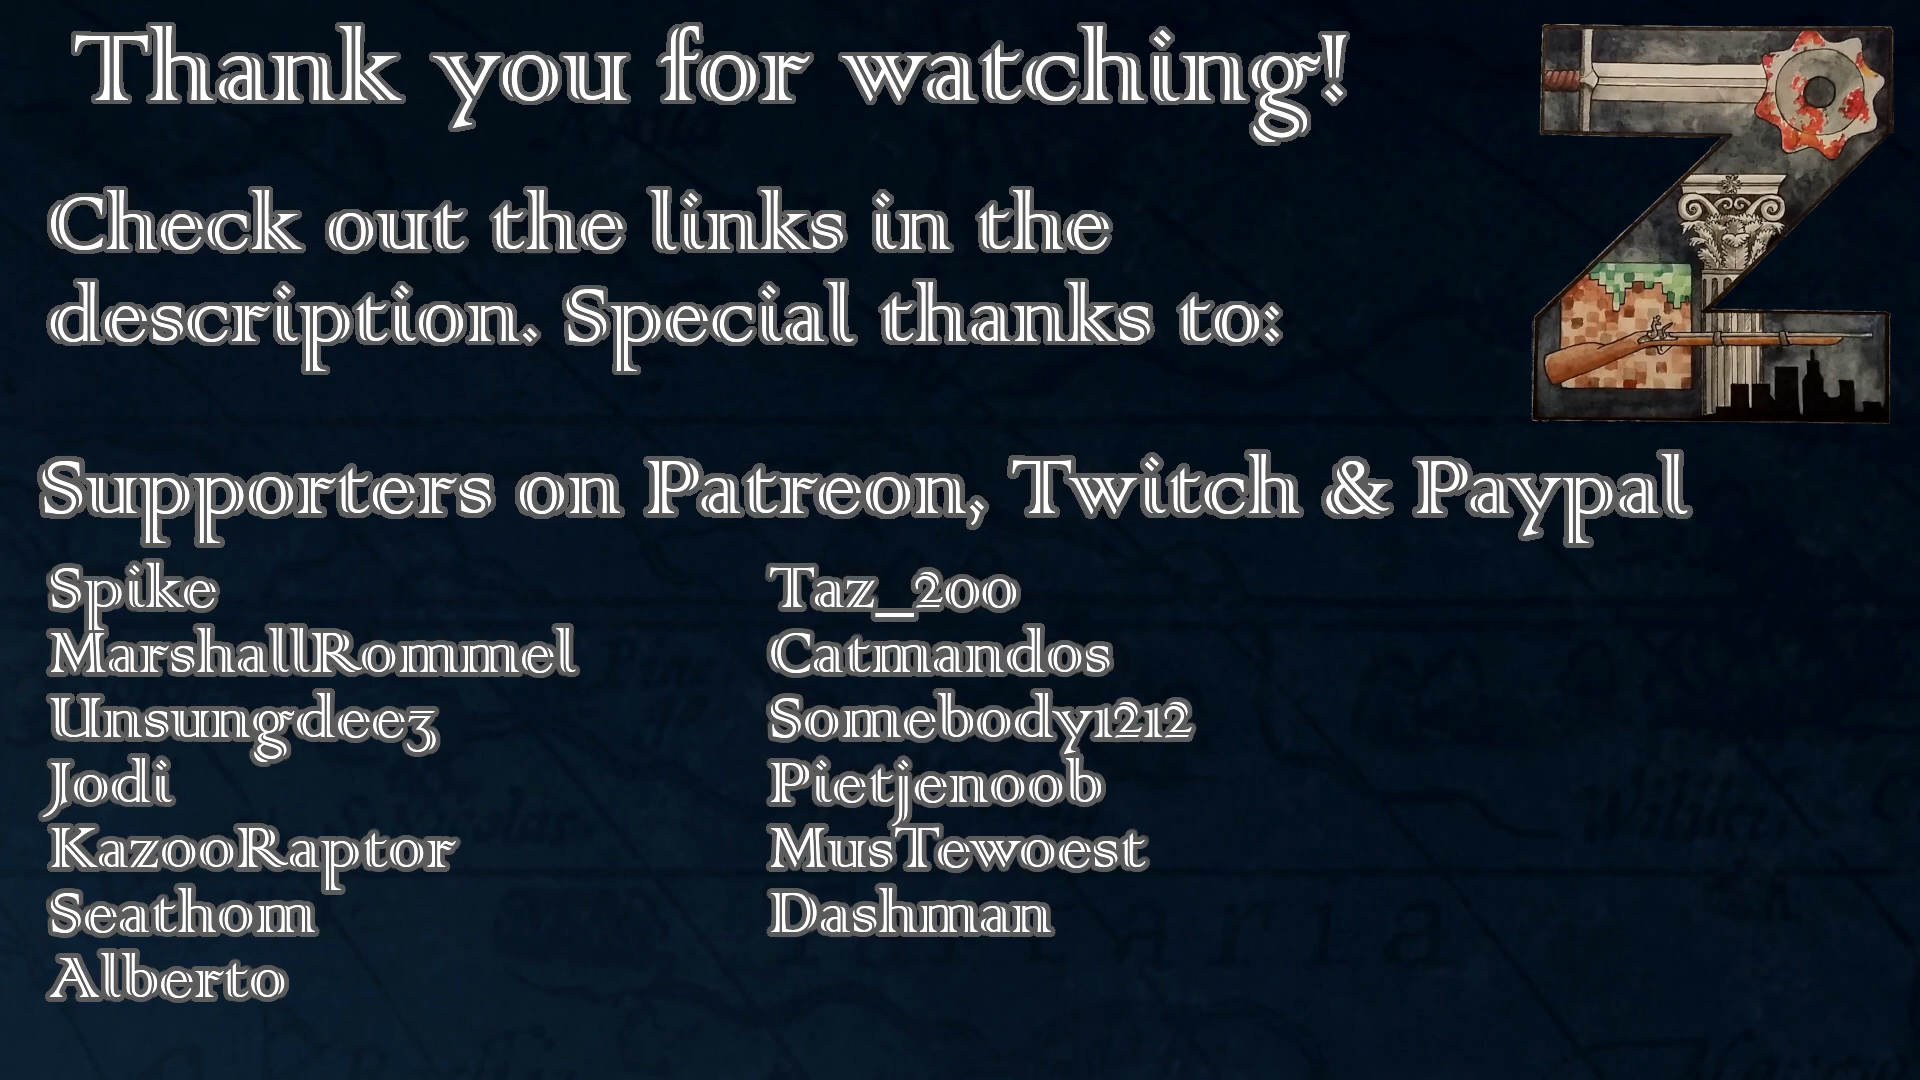 Thank you for watching!
Check out the links in the
description. Special thanks to:
Supporters on Patreon, Twitch & Paypal
Spike
MarshallRommel
Unsungdee3
Jodi
KazooRaptor
Seathom
Alberto
Taz_200
Catmandos
Somebody1212
Pietjenoob
MusTewoest
Dashman